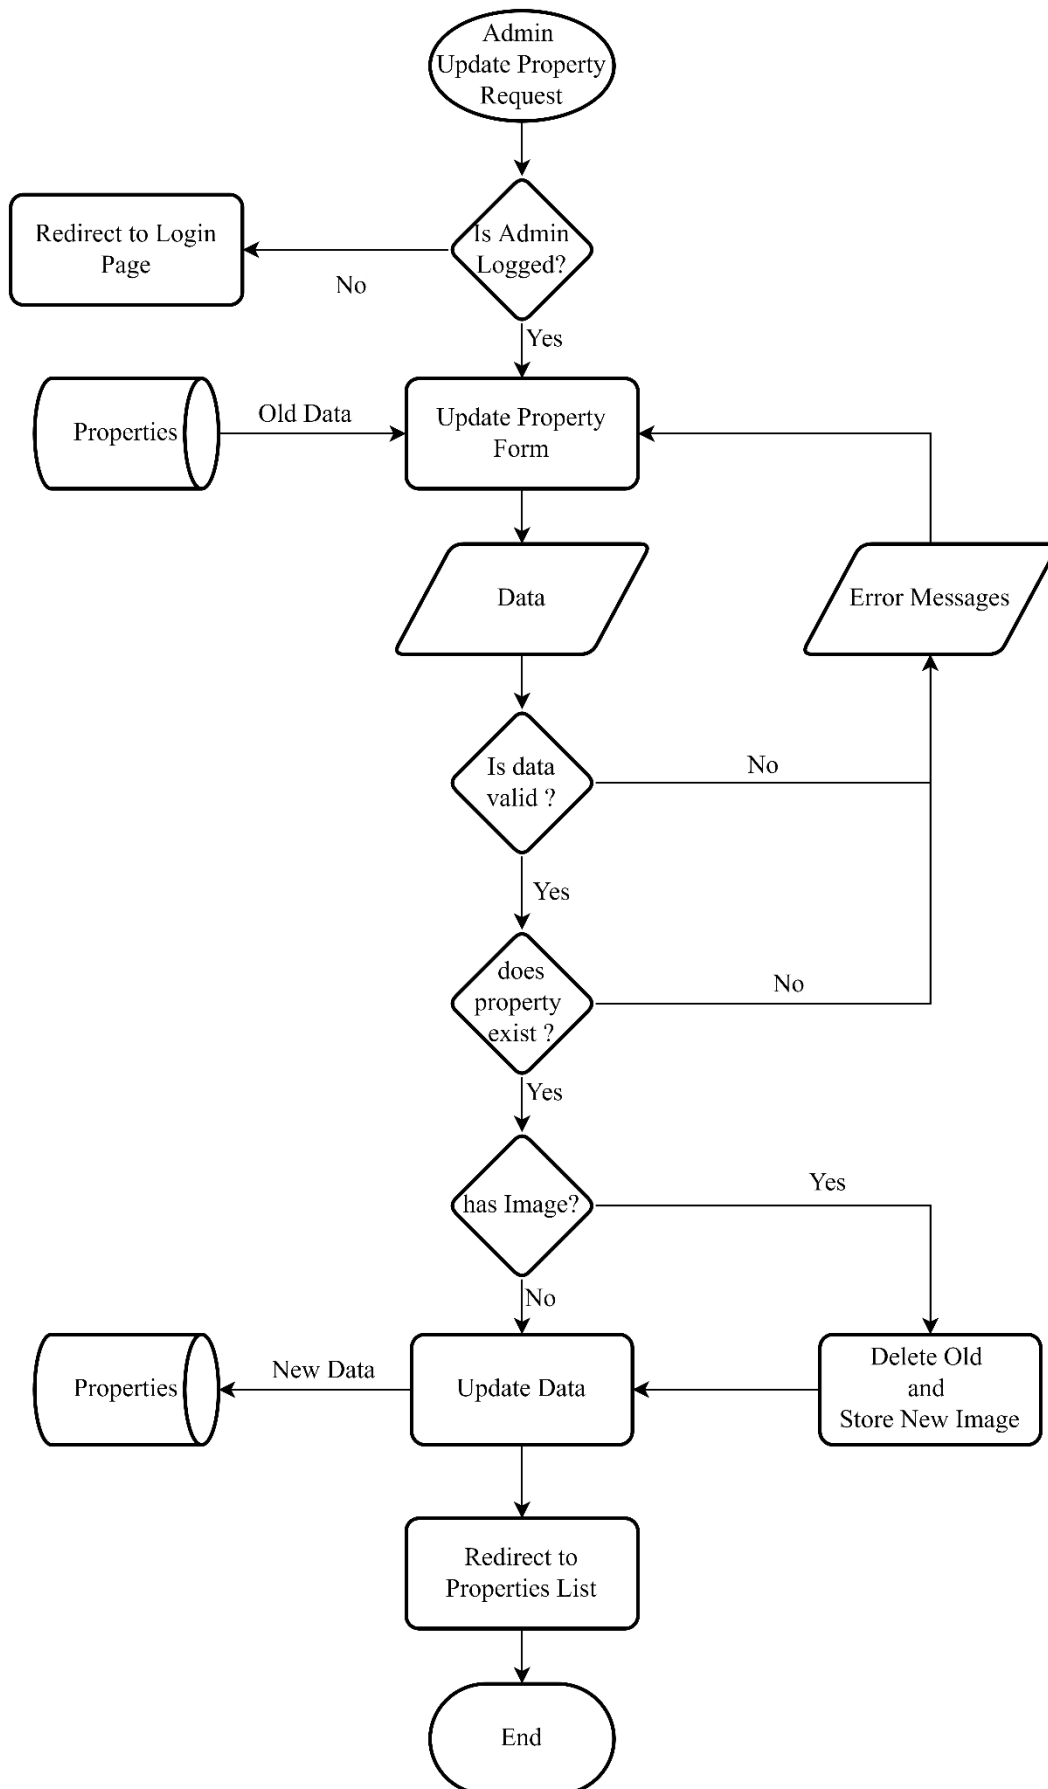 Admin
Update Property
Request
Is Admin
Logged?
Redirect to Login
Page
No
Yes
Properties
Old Data
Update Property
Form
Data
Error Messages
Is data
valid ?
No
Yes
does
property
exist ?
No
Yes
has Image?
Yes
No
Properties
New Data
Update Data
Delete Old
and
Store New Image
Redirect to
Properties List
End